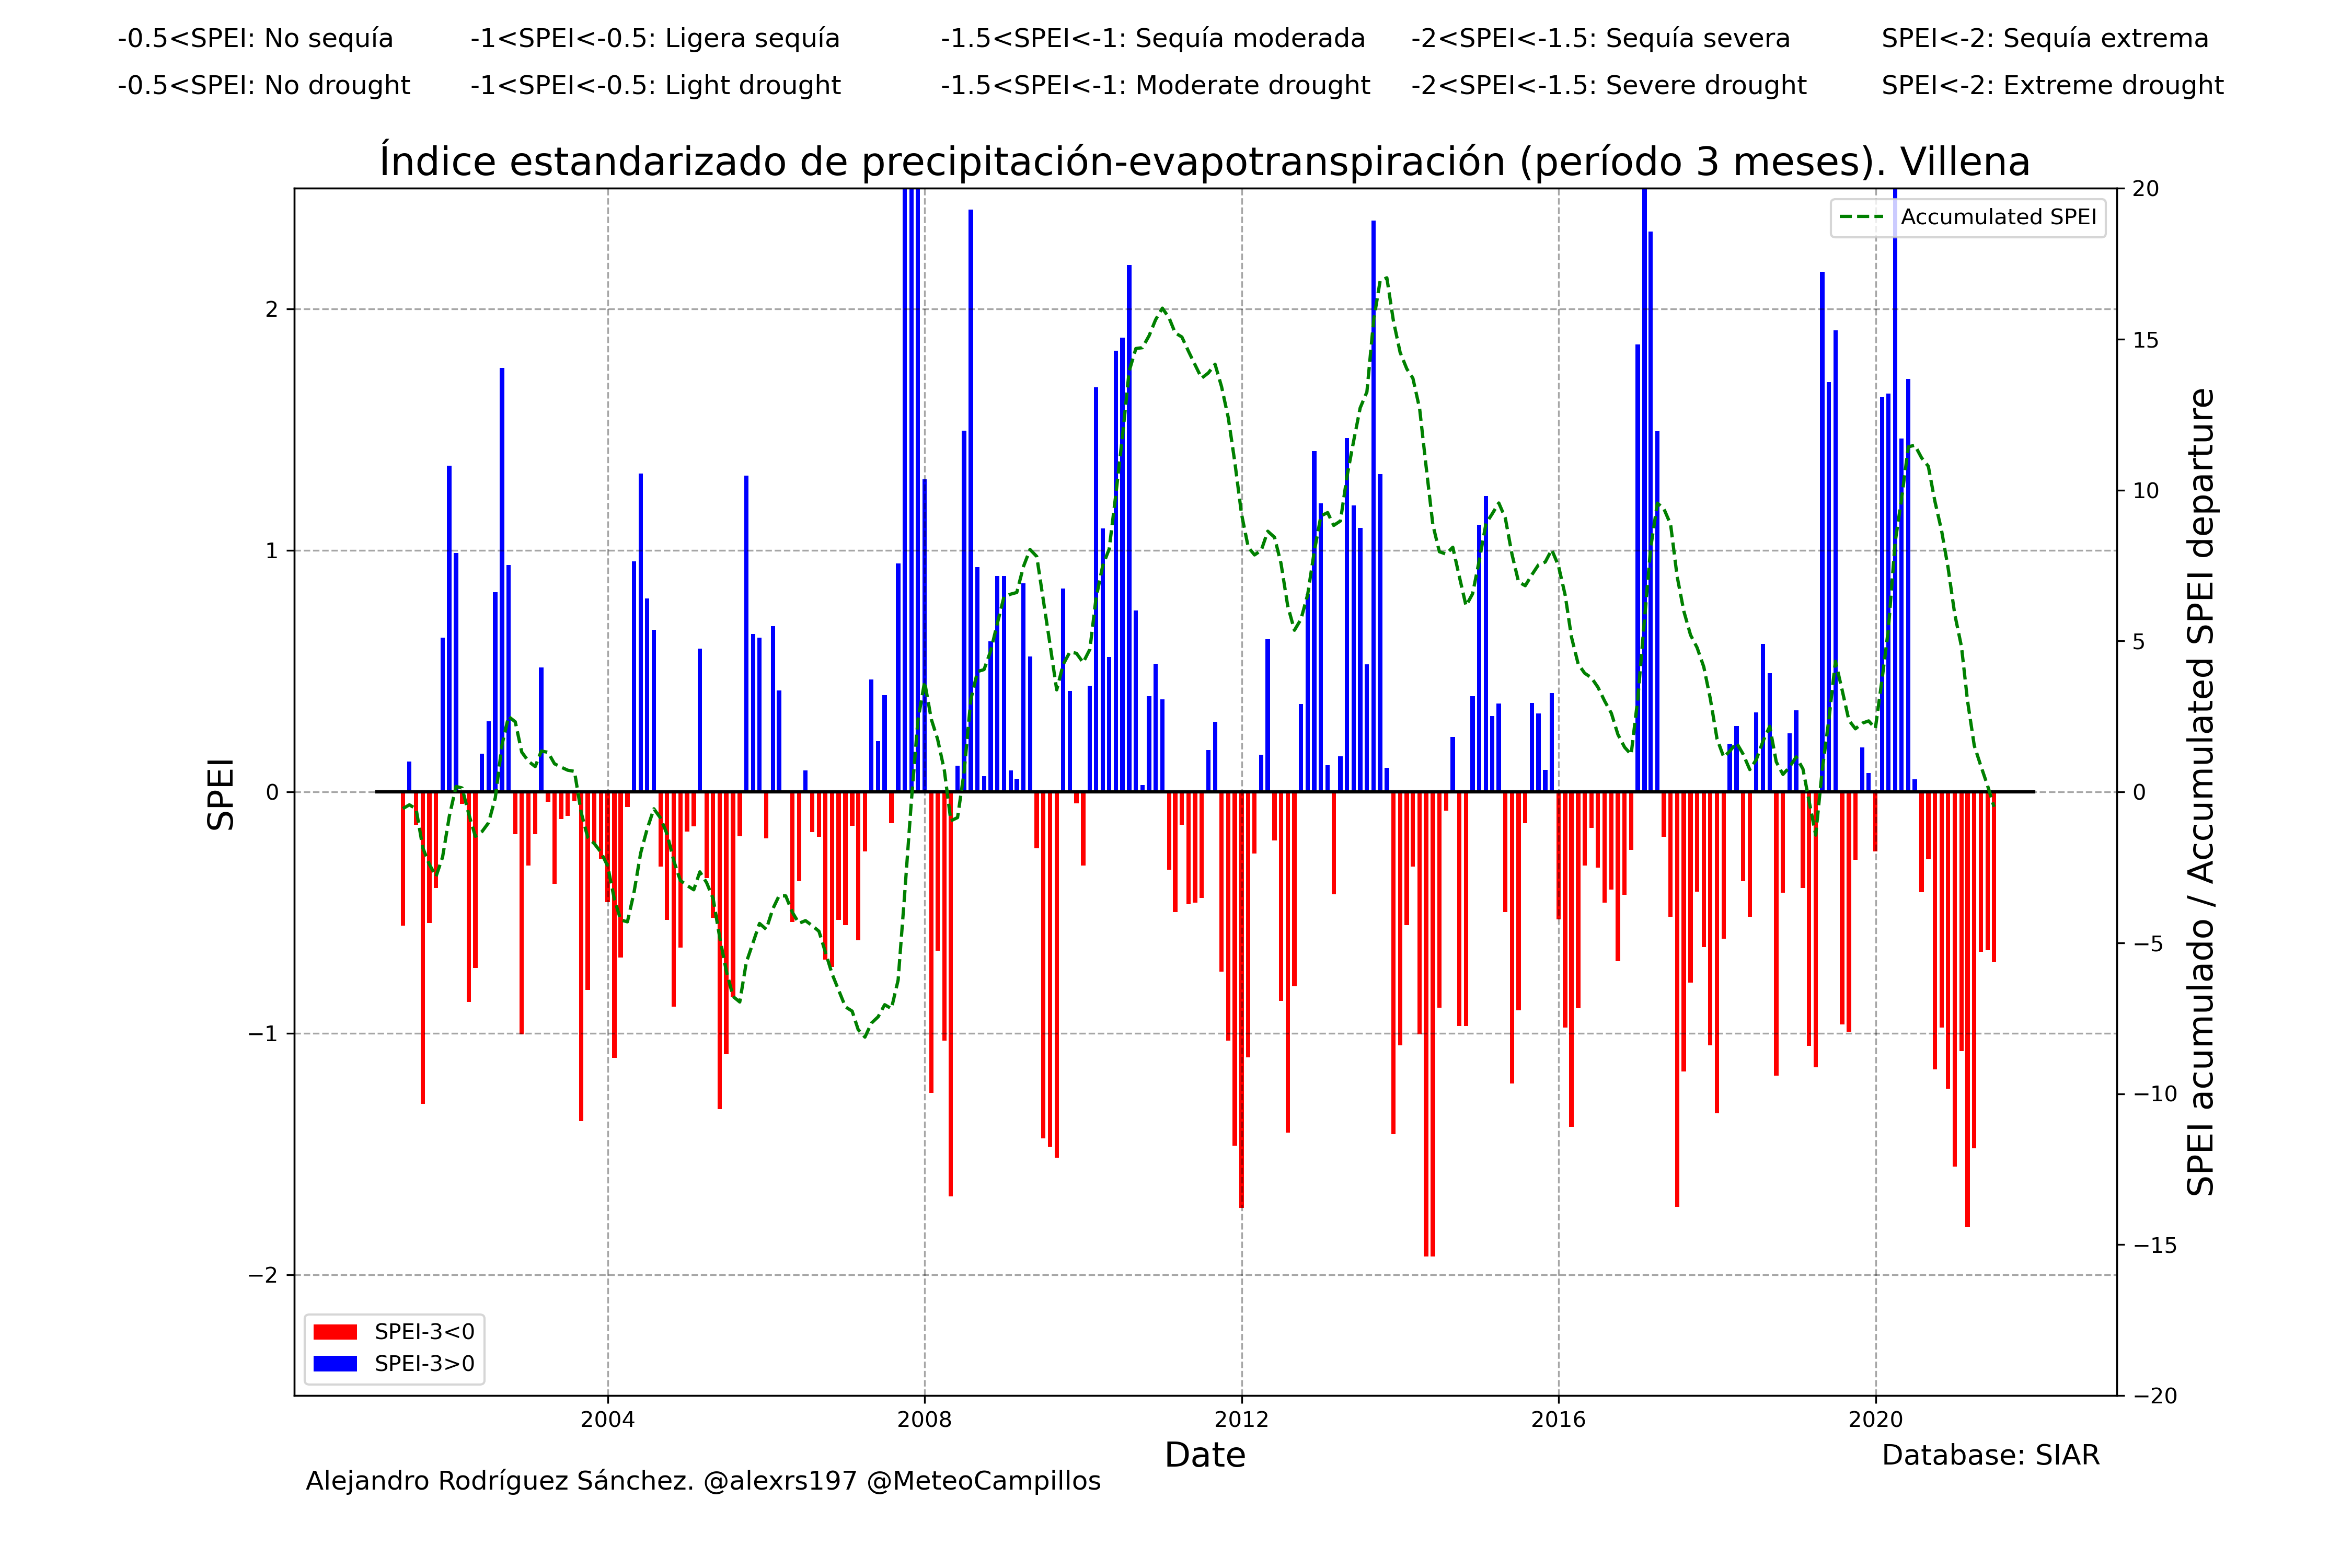 -0.5<SPEI: No sequía -1<SPEI<-0.5: Ligera sequía -1.5<SPEI<-1: Sequía moderada -2<SPEI<-1.5: Sequía severa SPEI<-2: Sequía extrema
-0.5<SPEI: No drought -1<SPEI<-0.5: Light drought -1.5<SPEI<-1: Moderate drought -2<SPEI<-1.5: Severe drought SPEI<-2: Extreme drought
Índice estandarizado de precipitación-evapotranspiración (período 3 meses). Villena
Accumulated SPEI
SPEI
2
1
0
−1
−2
20
15
10
5
0
−5
−10
−15
−20
SPEI acumulado / Accumulated SPEI departure
SPEI-3<0
SPEI-3>0
2004 2008 2012 2016 2020
Date
Database: SIAR
Alejandro Rodríguez Sánchez. @alexrs197 @MeteoCampillos